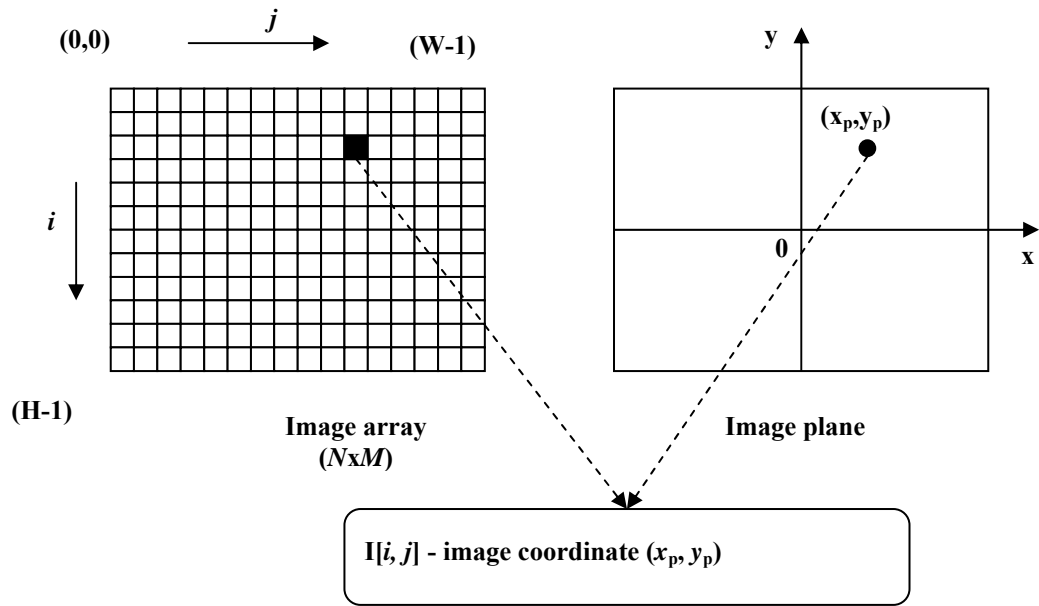 (0,0)
j
(W-1)
i
(H-1)
Image array
(NxM)
y
(xp,yp)
0
x
Image plane
I[i, j] - image coordinate (xp, yp)